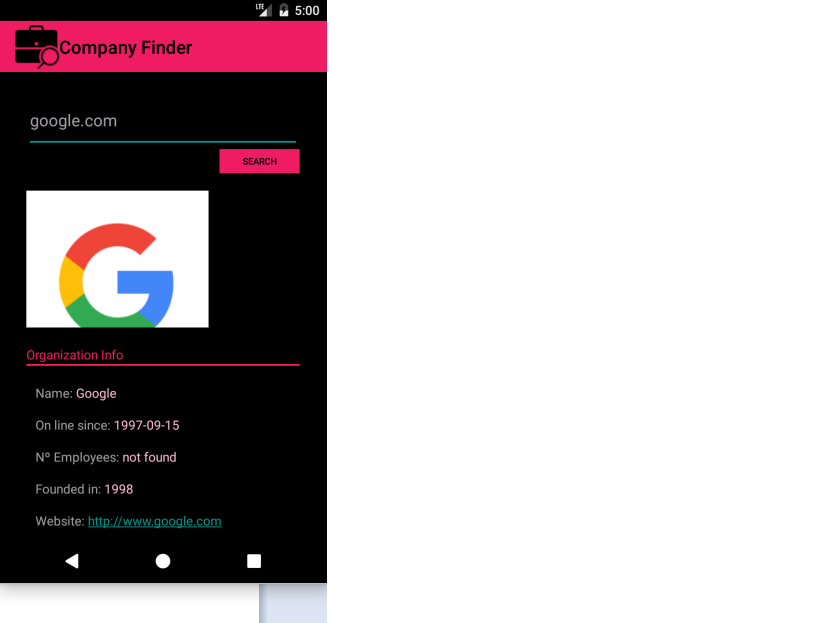 LTE 5:00
Company Finder
google.com
SEARCH
Organization Info
Name: Google
On line since: 1997-09-15
Nº Employees: not found
Founded in: 1998
Website: http://www.google.com